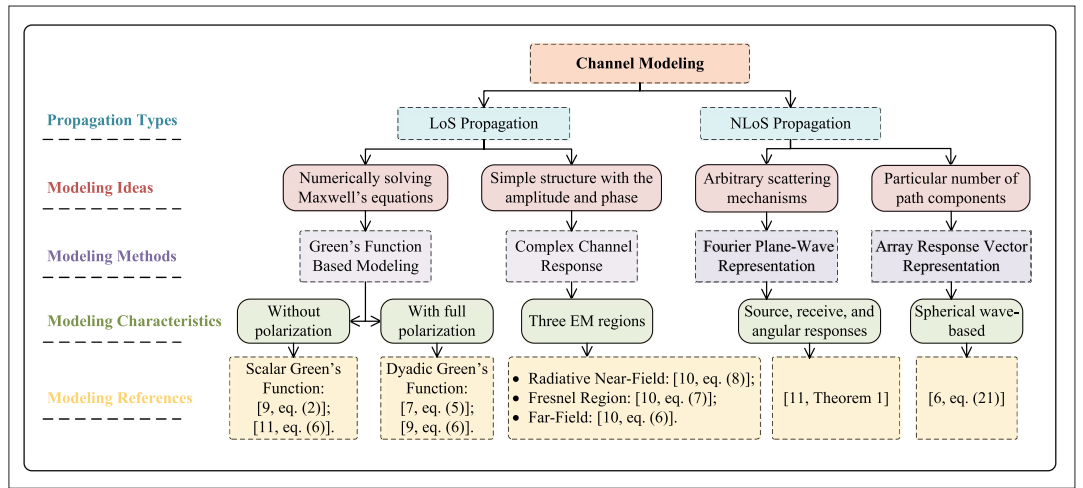 Channel Modeling
Propagation Types
LoS Propagation
NLoS Propagation
Modeling Ideas
Numerically solving
Maxwell's equations
Simple structure with the
amplitude and phase
Arbitrary scattering
mechanisms
Particular number of
path components
Modeling Methods
Green's Function
Based Modeling
Complex Channel
Response
Fourier Plane-Wave
Representation
Array Response Vector
Representation
Modeling Characteristics
Without
polarization
With full
polarization
Three EM regions
Source, receive, and
angular responses
Spherical wave-
based
Modeling References
Scalar Green's
Function:
[9, eq. (2)];
[11, eq. (6)].
Dyadic Green's
Function:
[7, eq. (5)];
[9, eq. (6)].
• Radiative Near-Field: [10, eq. (8)];
• Fresnel Region: [10, eq. (7)];
• Far-Field: [10, eq. (6)].
[11, Theorem 1]
[6, eq. (21)]